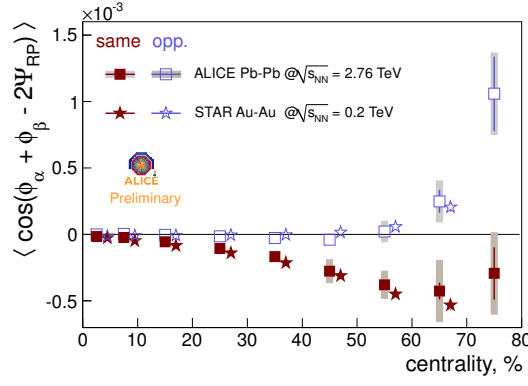 ×10⁻³
same opp.
ALICE Pb-Pb @√sNN = 2.76 TeV
STAR Au-Au @√sNN = 0.2 TeV
ALICE
Preliminary
⟨ cos(φα + φβ - 2ΨRP) ⟩
1.5
1
0.5
0
-0.5
0 10 20 30 40 50 60 70 80
centrality, %